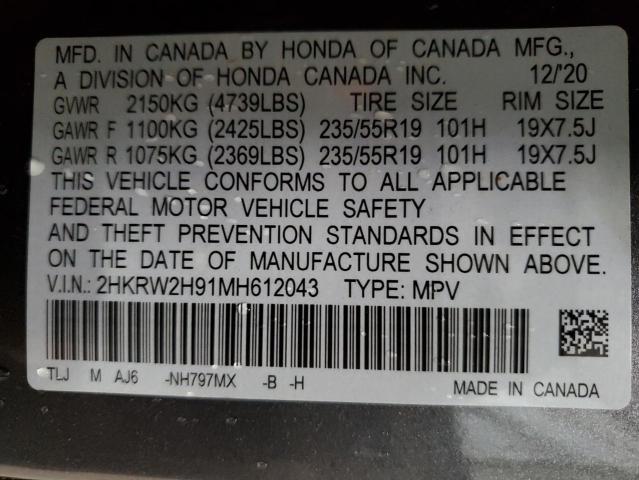 MFD. IN CANADA BY HONDA OF CANADA MFG.,
A DIVISION OF HONDA CANADA INC. 12/'20
GVWR 2150KG (4739LBS) TIRE SIZE RIM SIZE
GAWR F 1100KG (2425LBS) 235/55R19 101H 19X7.5J
GAWR R 1075KG (2369LBS) 235/55R19 101H 19X7.5J
THIS VEHICLE CONFORMS TO ALL APPLICABLE
FEDERAL MOTOR VEHICLE SAFETY
AND THEFT PREVENTION STANDARDS IN EFFECT
ON THE DATE OF MANUFACTURE SHOWN ABOVE.
V.I.N.: 2HKRW2H91MH612043 TYPE: MPV
TLJ M AJ6 -NH797MX -B -H
MADE IN CANADA